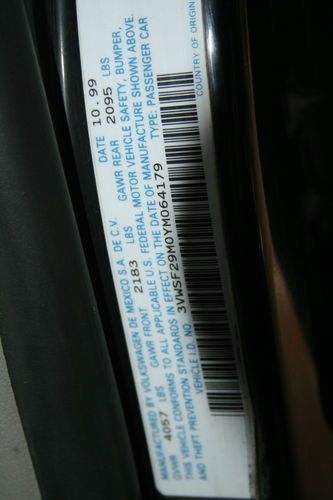 MANUFACTURED BY VOLKSWAGEN DE MEXICO S.A. DE C.V. DATE 10.99
GVWR 4057 LBS GAWR FRONT 2183 LBS GAWR REAR 2095 LBS
THIS VEHICLE CONFORMS TO ALL APPLICABLE U.S. FEDERAL MOTOR VEHICLE SAFETY, BUMPER,
AND THEFT PREVENTION STANDARDS IN EFFECT ON THE DATE OF MANUFACTURE SHOWN ABOVE.
VEHICLE I.D. NO. 3VWSF29M0YM064179 TYPE: PASSENGER CAR
COUNTRY OF ORIGIN